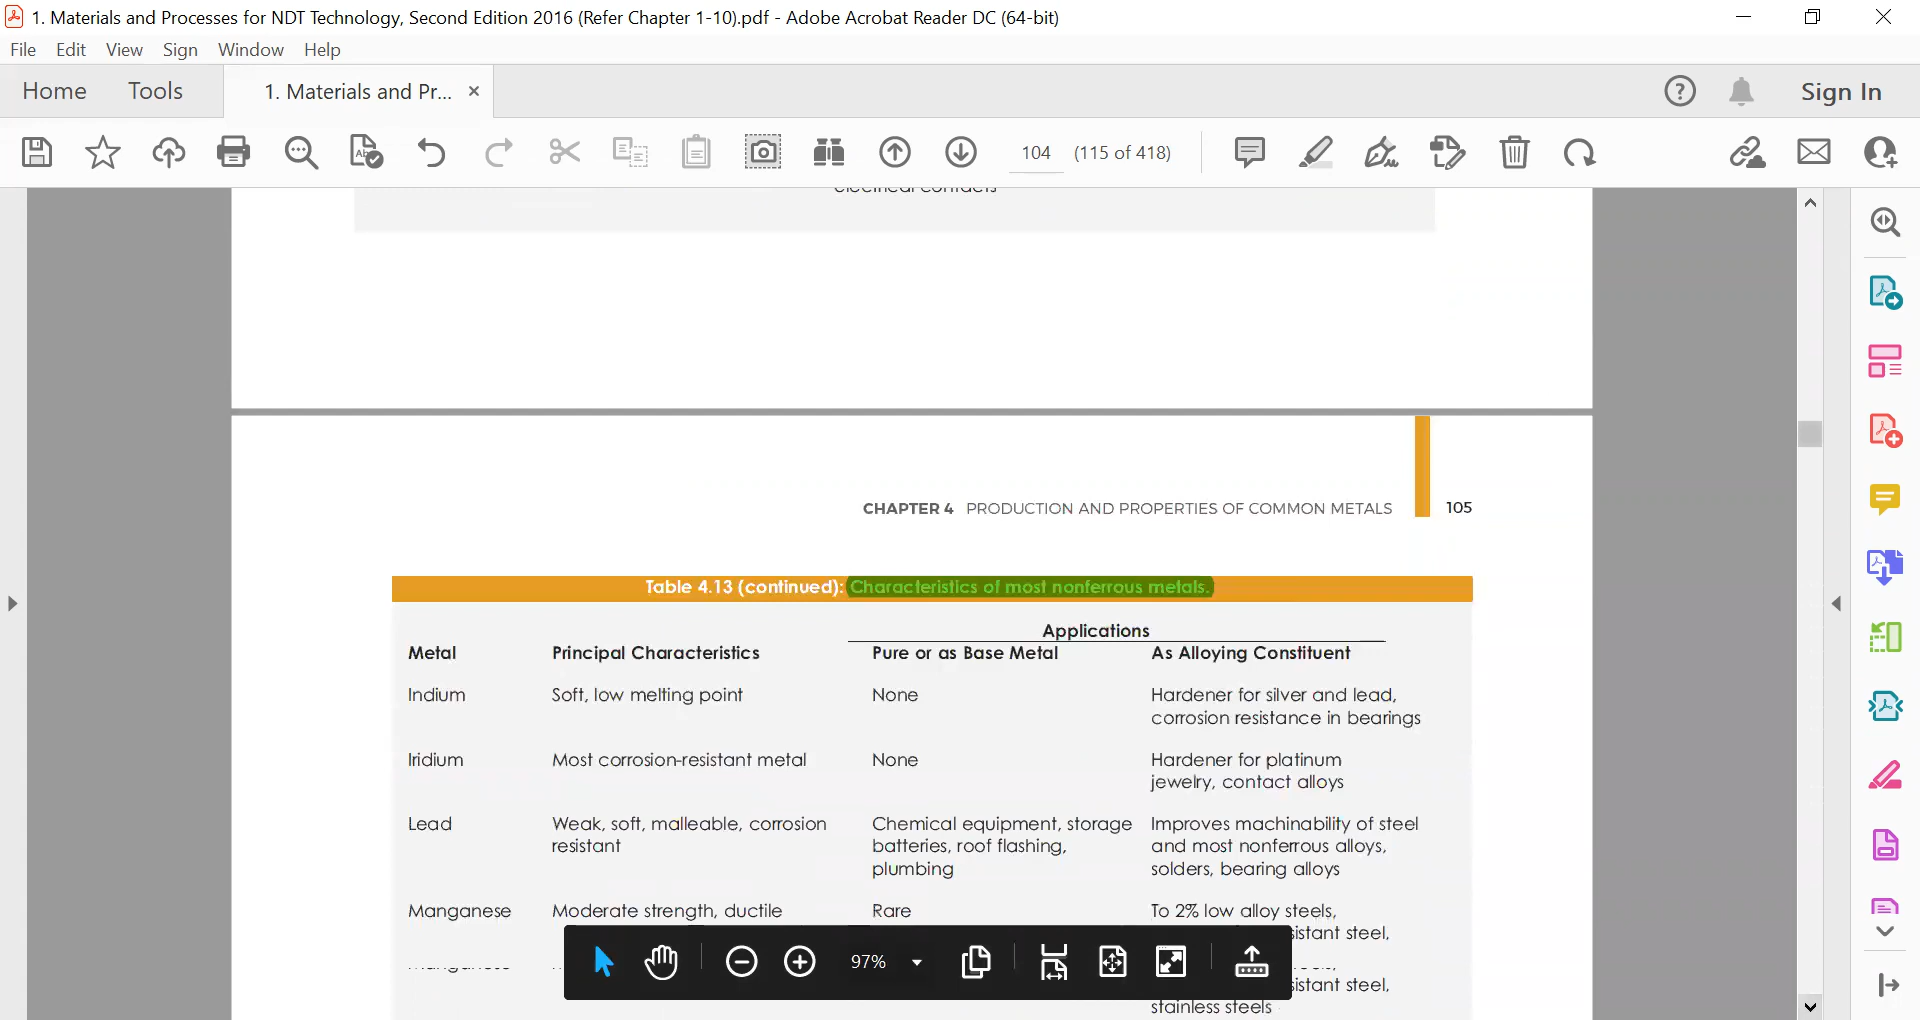 1. Materials and Processes for NDT Technology, Second Edition 2016 (Refer Chapter 1-10).pdf - Adobe Acrobat Reader DC (64-bit)
File Edit View Sign Window Help
Home Tools 1. Materials and Pr... × Sign In
104 (115 of 418)
electrical contacts
CHAPTER 4 PRODUCTION AND PROPERTIES OF COMMON METALS 105
Table 4.13 (continued): Characteristics of most nonferrous metals.
Applications
Metal Principal Characteristics Pure or as Base Metal As Alloying Constituent
Indium Soft, low melting point None Hardener for silver and lead,
corrosion resistance in bearings
Iridium Most corrosion-resistant metal None Hardener for platinum
jewelry, contact alloys
Lead Weak, soft, malleable, corrosion Chemical equipment, storage Improves machinability of steel
resistant batteries, roof flashing, and most nonferrous alloys,
plumbing solders, bearing alloys
Manganese Moderate strength, ductile Rare To 2% low alloy steels,
sistant steel,
97%
sistant steel,
stainless steels